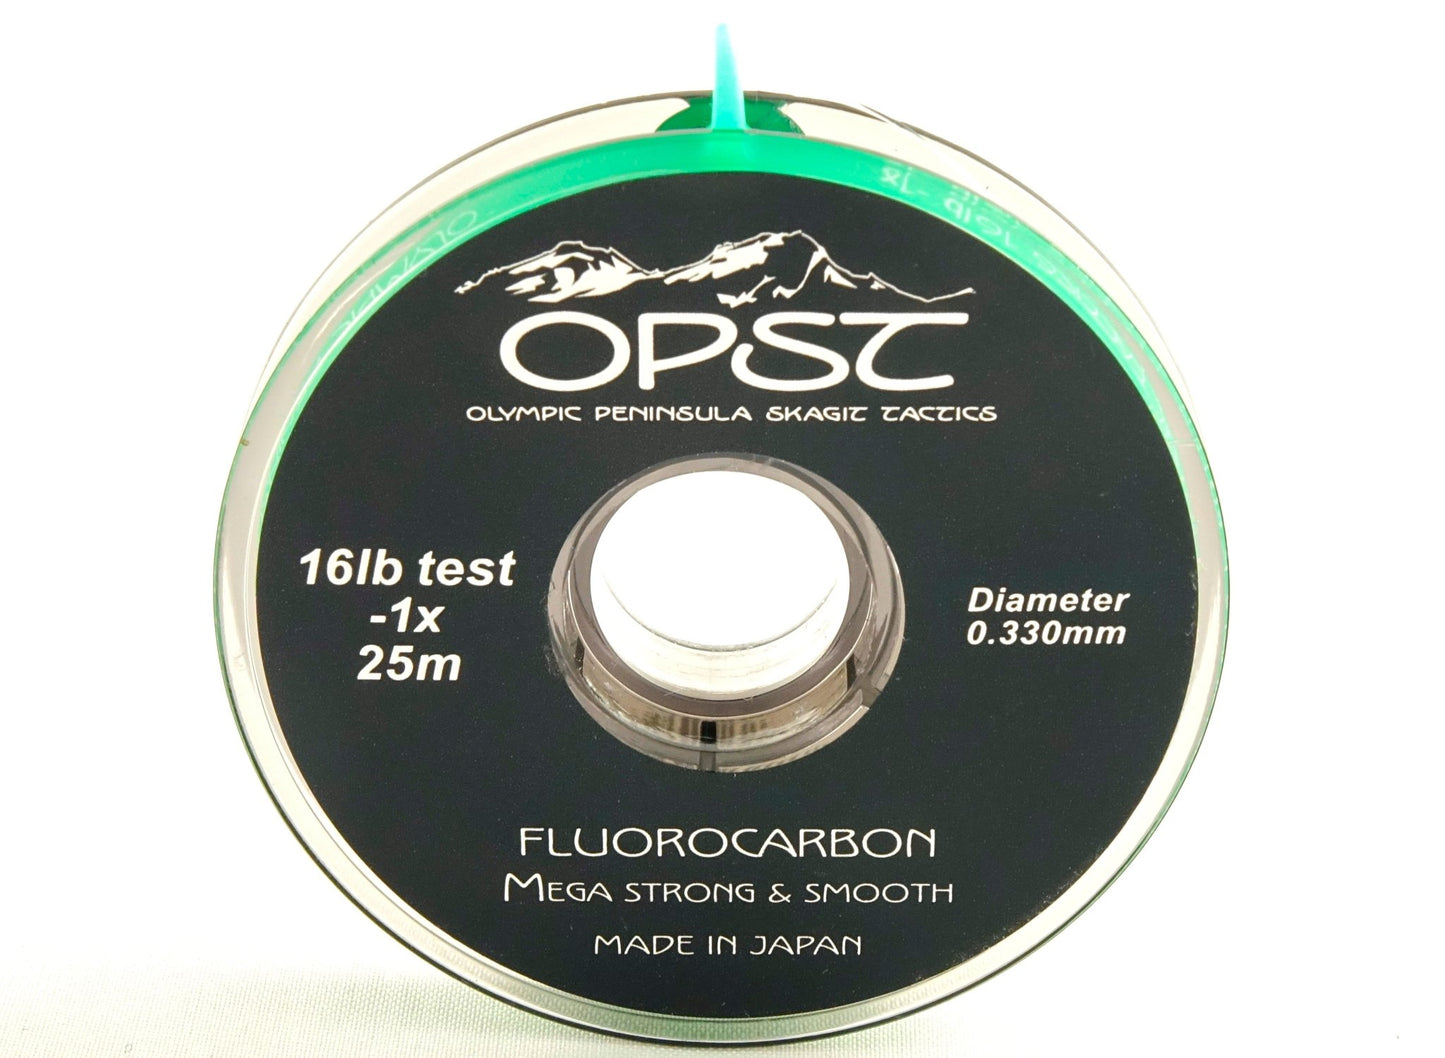 OPST
OLYMPIC PENINSULA SKAGIT TACTICS
16lb test
-1x
25m
Diameter
0.330mm
FLUOROCARBON
MEGA STRONG & SMOOTH
MADE IN JAPAN